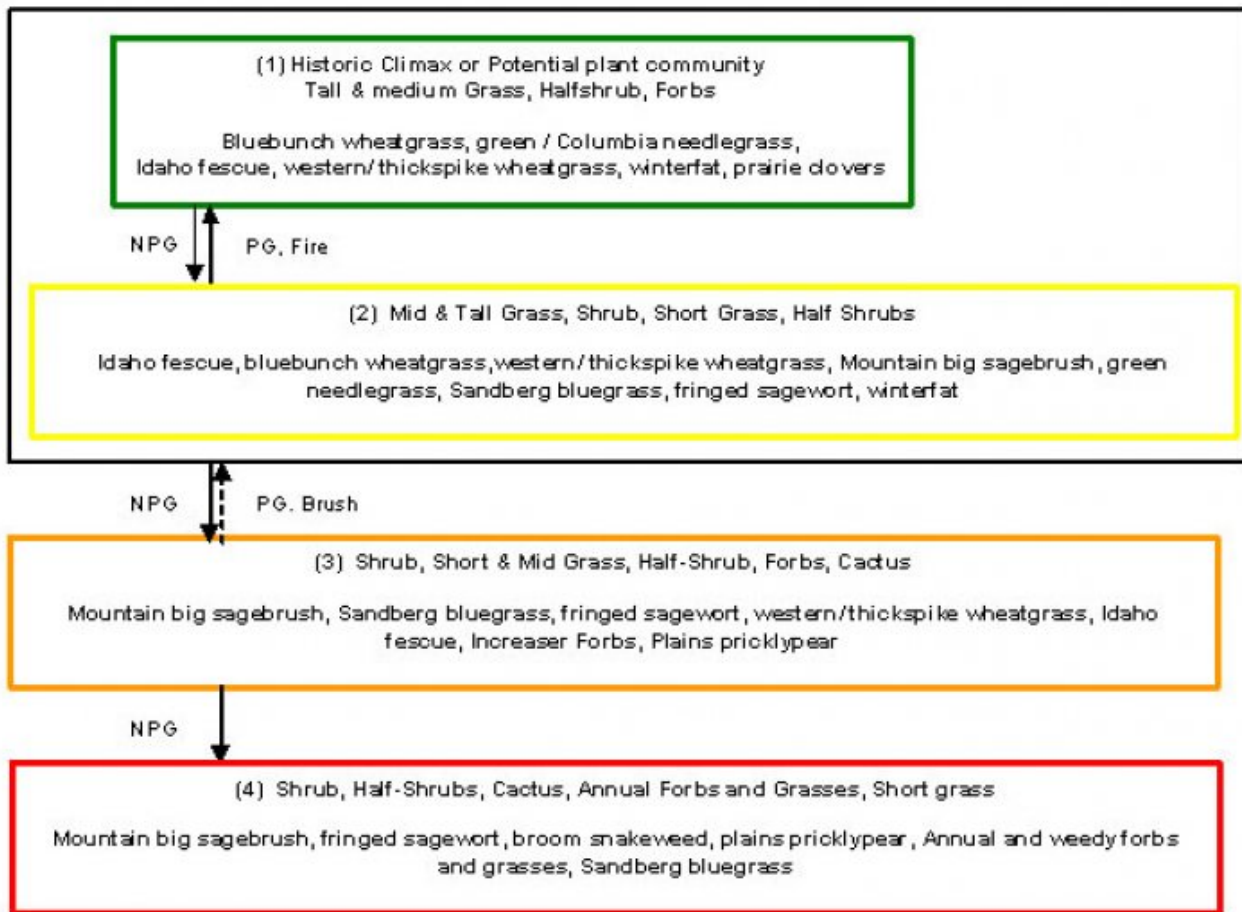 (1) Historic Climax or Potential plant community
Tall & medium Grass, Halfshrub, Forbs
Bluebunch wheatgrass, green / Columbia needlegrass,
Idaho fescue, western/thickspike wheatgrass, winterfat, prairie clovers
NPG
PG, Fire
(2) Mid & Tall Grass, Shrub, Short Grass, Half Shrubs
Idaho fescue, bluebunch wheatgrass,western/thickspike wheatgrass, Mountain big sagebrush, green
needlegrass, Sandberg bluegrass, fringed sagewort, winterfat
NPG
PG. Brush
(3) Shrub, Short & Mid Grass, Half-Shrub, Forbs, Cactus
Mountain big sagebrush, Sandberg bluegrass, fringed sagewort, western/thickspike wheatgrass, Idaho
fescue, Increaser Forbs, Plains pricklypear
NPG
(4) Shrub, Half-Shrubs, Cactus, Annual Forbs and Grasses, Short grass
Mountain big sagebrush, fringed sagewort, broom snakeweed, plains pricklypear, Annual and weedy forbs
and grasses, Sandberg bluegrass